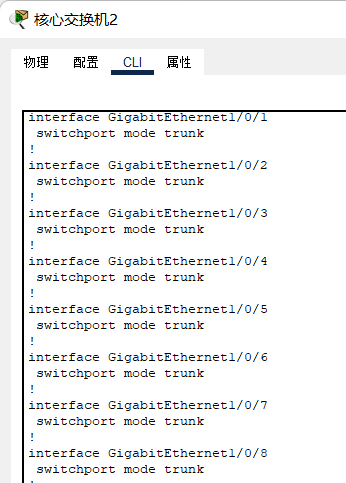 核心交换机2
物理 配置 CLI 属性
interface GigabitEthernet1/0/1
 switchport mode trunk
!
interface GigabitEthernet1/0/2
 switchport mode trunk
!
interface GigabitEthernet1/0/3
 switchport mode trunk
!
interface GigabitEthernet1/0/4
 switchport mode trunk
!
interface GigabitEthernet1/0/5
 switchport mode trunk
!
interface GigabitEthernet1/0/6
 switchport mode trunk
!
interface GigabitEthernet1/0/7
 switchport mode trunk
!
interface GigabitEthernet1/0/8
 switchport mode trunk
!